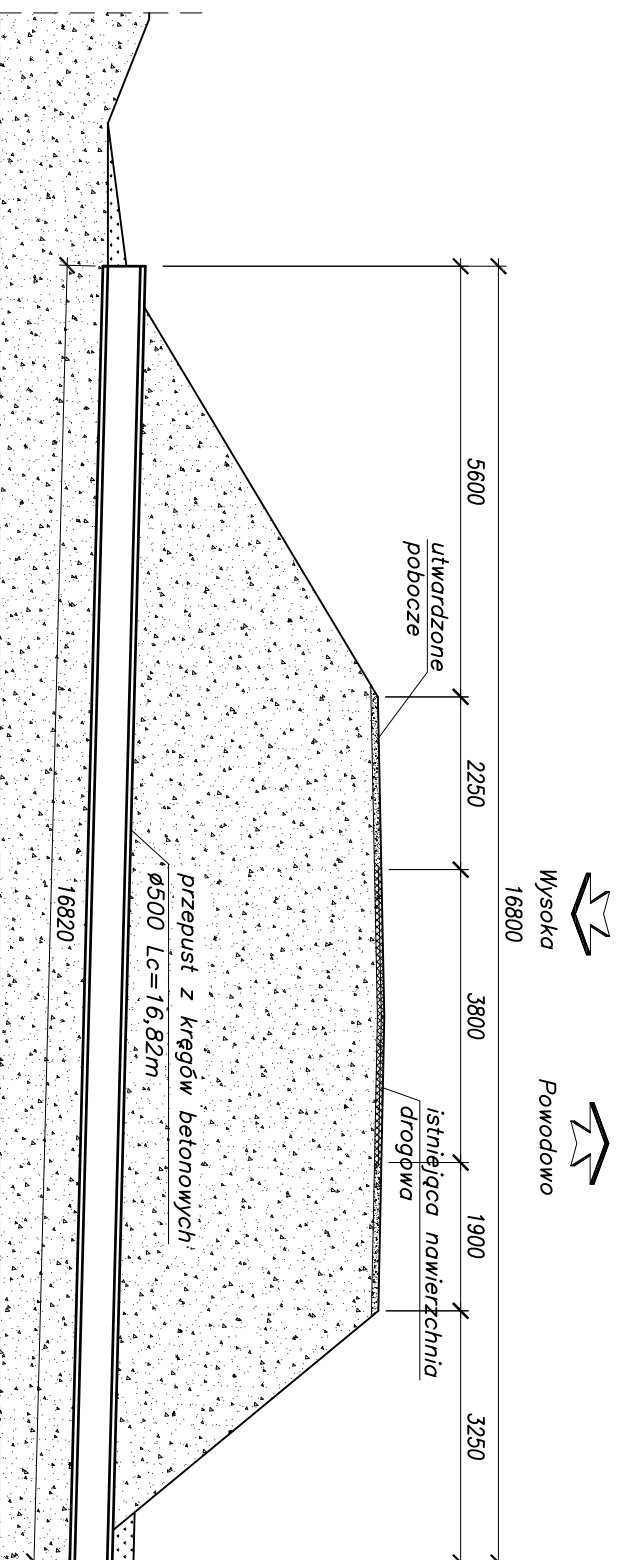 Wysoka
Powodowo
16800
5600
2250
3800
1900
3250
utwardzone
pobocze
istniejąca nawierzchnia
drogowa
przepust z kręgów betonowych
ø500 Lc=16,82m
16820